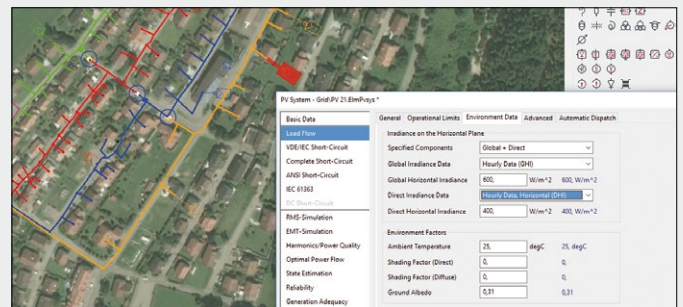 PV System - Grid\PV 21.ElmPvsys *
Basic Data
Load Flow
VDE/IEC Short-Circuit
Complete Short-Circuit
ANSI Short-Circuit
IEC 61363
DC Short-Circuit
RMS-Simulation
EMT-Simulation
Harmonics/Power Quality
Optimal Power Flow
State Estimation
Reliability
Generation Adequacy
General Operational Limits Environment Data Advanced Automatic Dispatch
Irradiance on the Horizontal Plane
Specified Components Global + Direct
Global Irradiance Data Hourly Data (GHI)
Global Horizontal Irradiance 600, W/m^2 600, W/m^2
Direct Irradiance Data Hourly Data, Horizontal (DHI)
Direct Horizontal Irradiance 400, W/m^2 400, W/m^2
Environment Factors
Ambient Temperature 25, degC 25, degC
Shading Factor (Direct) 0, 0,
Shading Factor (Diffuse) 0, 0,
Ground Albedo 0,31 0,31